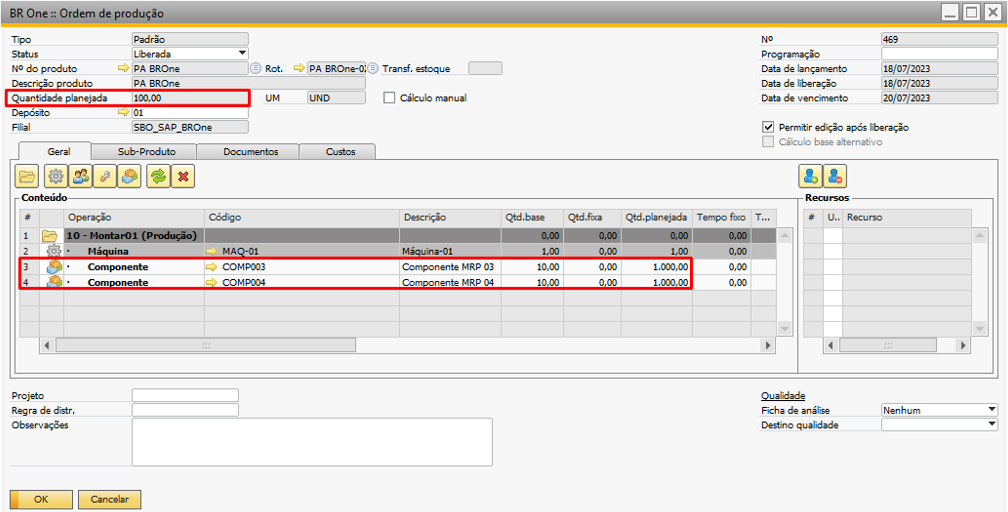 BR One :: Ordem de produção
Tipo Padrão Nº 469
Status Liberada Programação
Nº do produto PA BROne Rot. Transf. estoque Data de lançamento 18/07/2023
Descrição produto PA BROne Data de liberação 18/07/2023
Quantidade planejada 100,00 UM UND Cálculo manual Data de vencimento 20/07/2023
Depósito 01
Filial SBO_SAP_BROne Permitir edição após liberação
Cálculo base alternativo
Geral Sub-Produto Documentos Custos
Conteúdo Recursos
# Operação Código Descrição Qtd.base Qtd.fixa Qtd.planejada Tempo fixo T... # U.. Recurso
1 10 - Montar01 (Produção) 0,00 0,00 0,00 0,00
2 Máquina MAQ-01 Máquina-01 1,00 0,00 1,00 0,00
3 Componente COMP003 Componente MRP 03 10,00 0,00 1.000,00 0,00
4 Componente COMP004 Componente MRP 04 10,00 0,00 1.000,00 0,00
Projeto Qualidade
Regra de distr. Ficha de análise Nenhum
Observações Destino qualidade
OK Cancelar